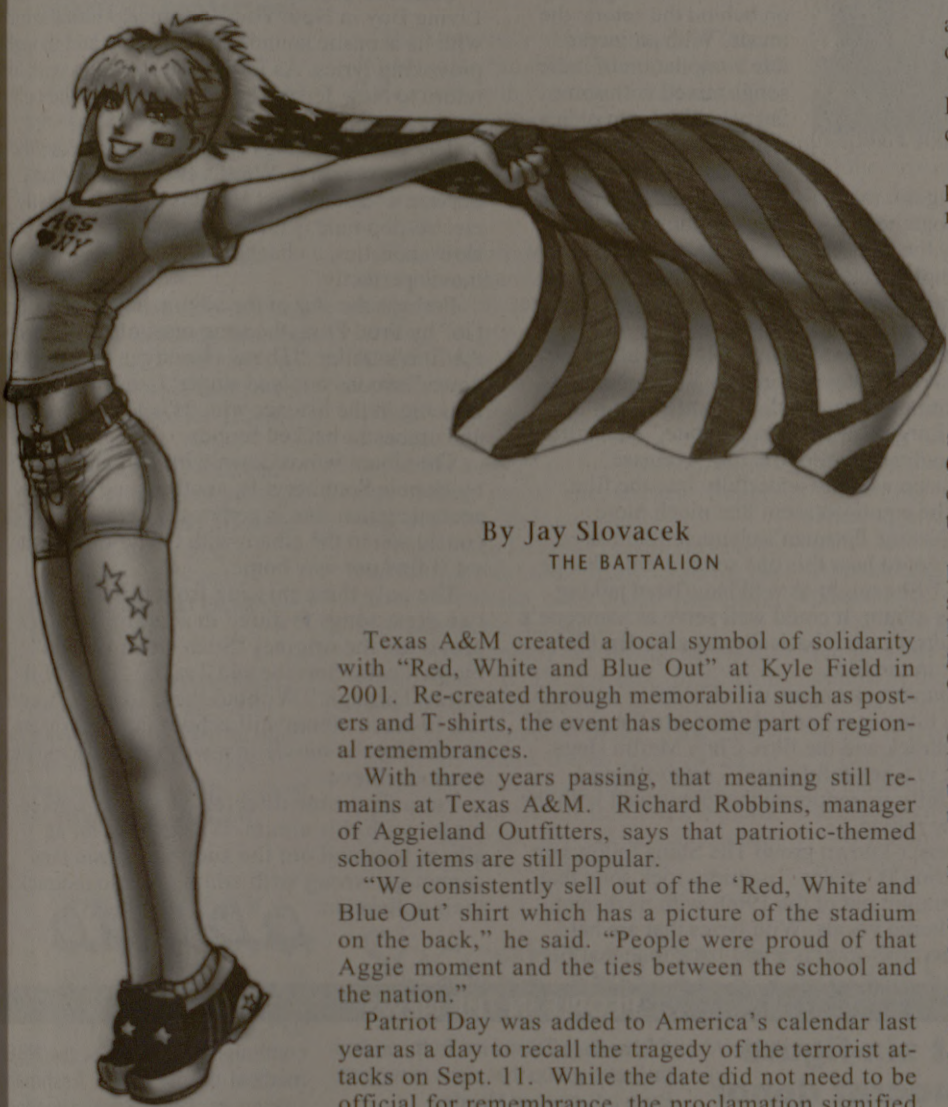 AGS
NY
By Jay Slovacek
THE BATTALION
Texas A&M created a local symbol of solidarity
with “Red, White and Blue Out” at Kyle Field in
2001. Re-created through memorabilia such as post-
ers and T-shirts, the event has become part of region-
al remembrances.
With three years passing, that meaning still re-
mains at Texas A&M. Richard Robbins, manager
of Aggieland Outfitters, says that patriotic-themed
school items are still popular.
“We consistently sell out of the ‘Red, White and
Blue Out’ shirt which has a picture of the stadium
on the back,” he said. “People were proud of that
Aggie moment and the ties between the school and
the nation.”
Patriot Day was added to America’s calendar last
year as a day to recall the tragedy of the terrorist at-
tacks on Sept. 11. While the date did not need to be
official for remembrance, the proclamation signified